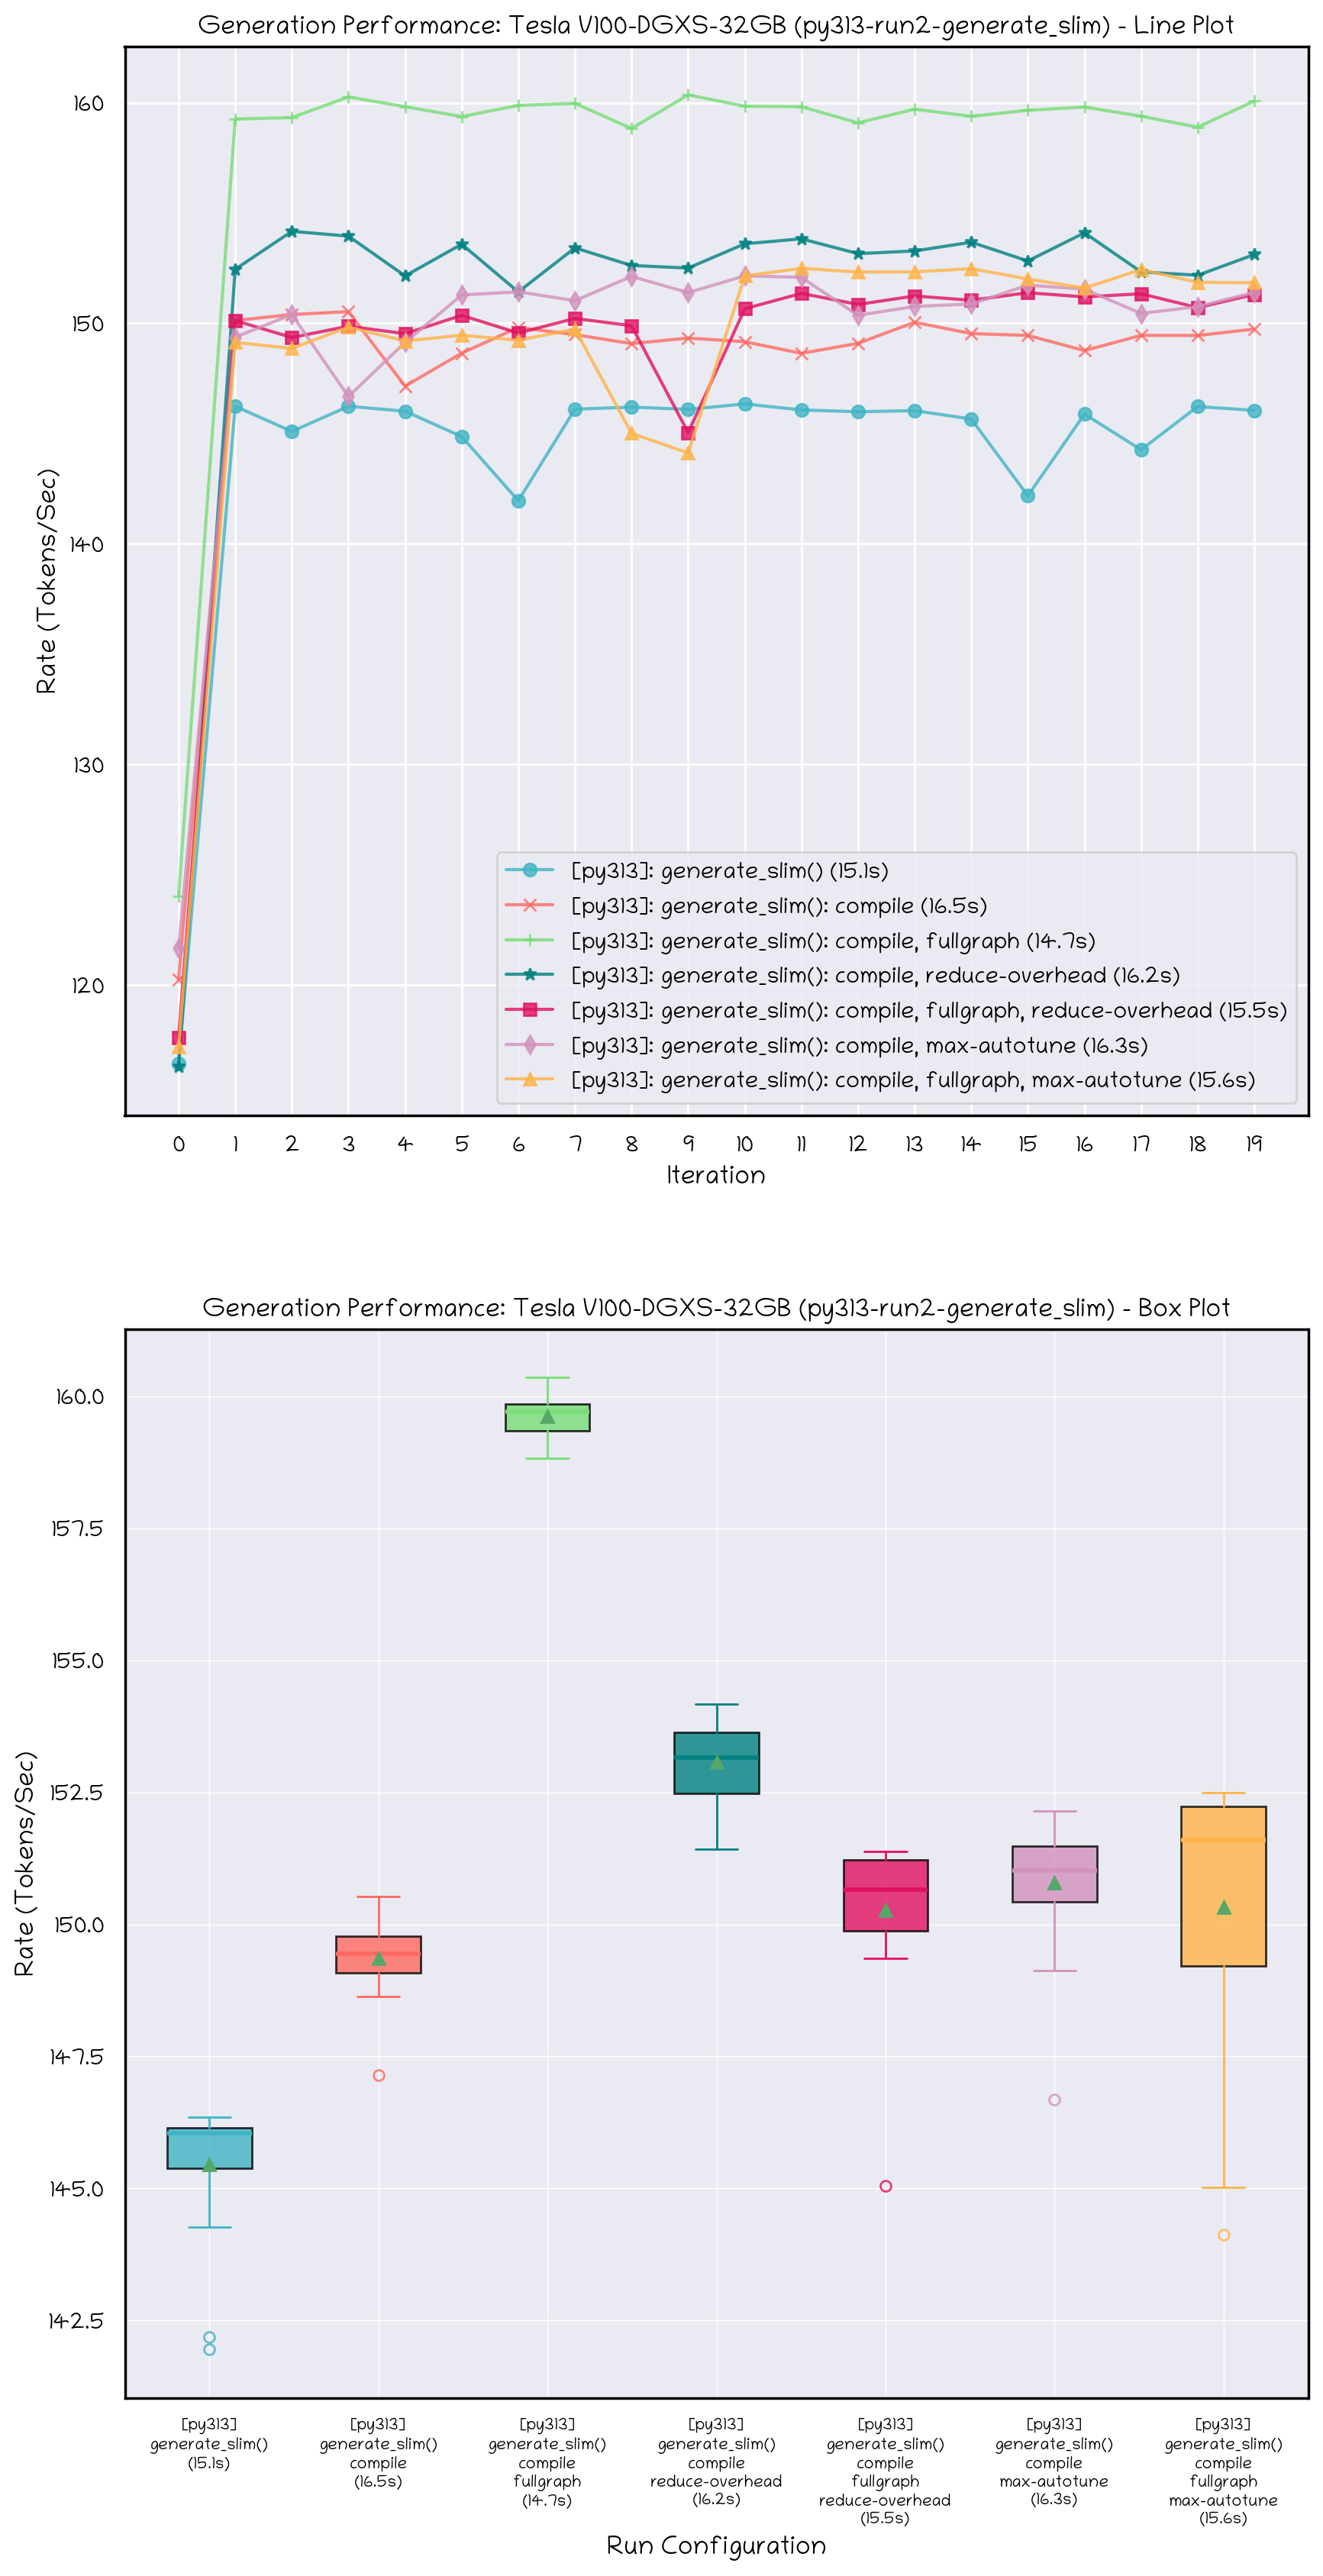 Generation Performance: Tesla V100-DGXS-32GB (py313-run2-generate_slim) - Line Plot
160
150
140
130
120
Rate (Tokens/Sec)
[py313]: generate_slim() (15.1s)
[py313]: generate_slim(): compile (16.5s)
[py313]: generate_slim(): compile, fullgraph (14.7s)
[py313]: generate_slim(): compile, reduce-overhead (16.2s)
[py313]: generate_slim(): compile, fullgraph, reduce-overhead (15.5s)
[py313]: generate_slim(): compile, max-autotune (16.3s)
[py313]: generate_slim(): compile, fullgraph, max-autotune (15.6s)
0 1 2 3 4 5 6 7 8 9 10 11 12 13 14 15 16 17 18 19
Iteration
Generation Performance: Tesla V100-DGXS-32GB (py313-run2-generate_slim) - Box Plot
160.0
157.5
155.0
152.5
150.0
147.5
145.0
142.5
Rate (Tokens/Sec)
[py313]
generate_slim()
(15.1s)
[py313]
generate_slim()
compile
(16.5s)
[py313]
generate_slim()
compile
fullgraph
(14.7s)
[py313]
generate_slim()
compile
reduce-overhead
(16.2s)
[py313]
generate_slim()
compile
fullgraph
reduce-overhead
(15.5s)
[py313]
generate_slim()
compile
max-autotune
(16.3s)
[py313]
generate_slim()
compile
fullgraph
max-autotune
(15.6s)
Run Configuration